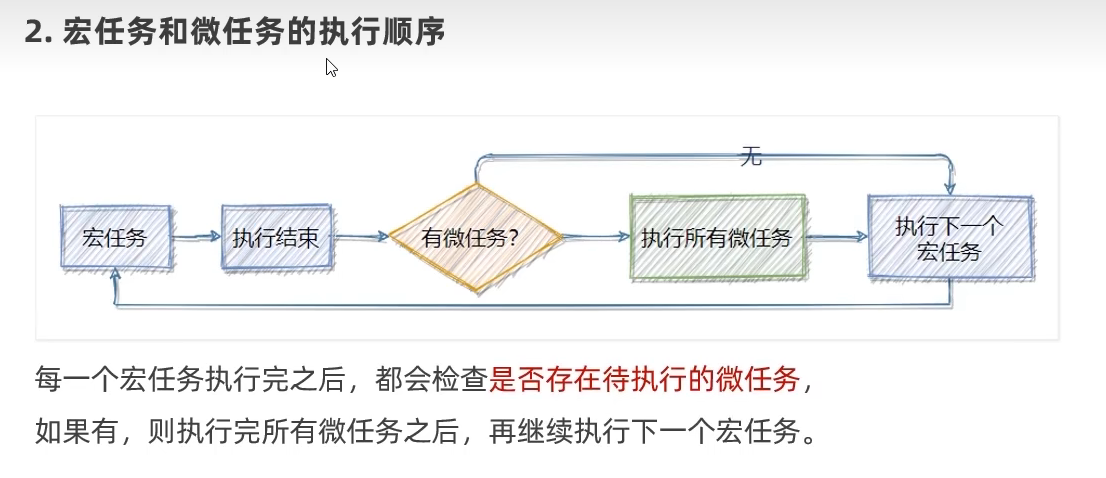 2. 宏任务和微任务的执行顺序
无
宏任务
执行结束
有微任务？
执行所有微任务
执行下一个
宏任务
每一个宏任务执行完之后，都会检查是否存在待执行的微任务，
如果有，则执行完所有微任务之后，再继续执行下一个宏任务。